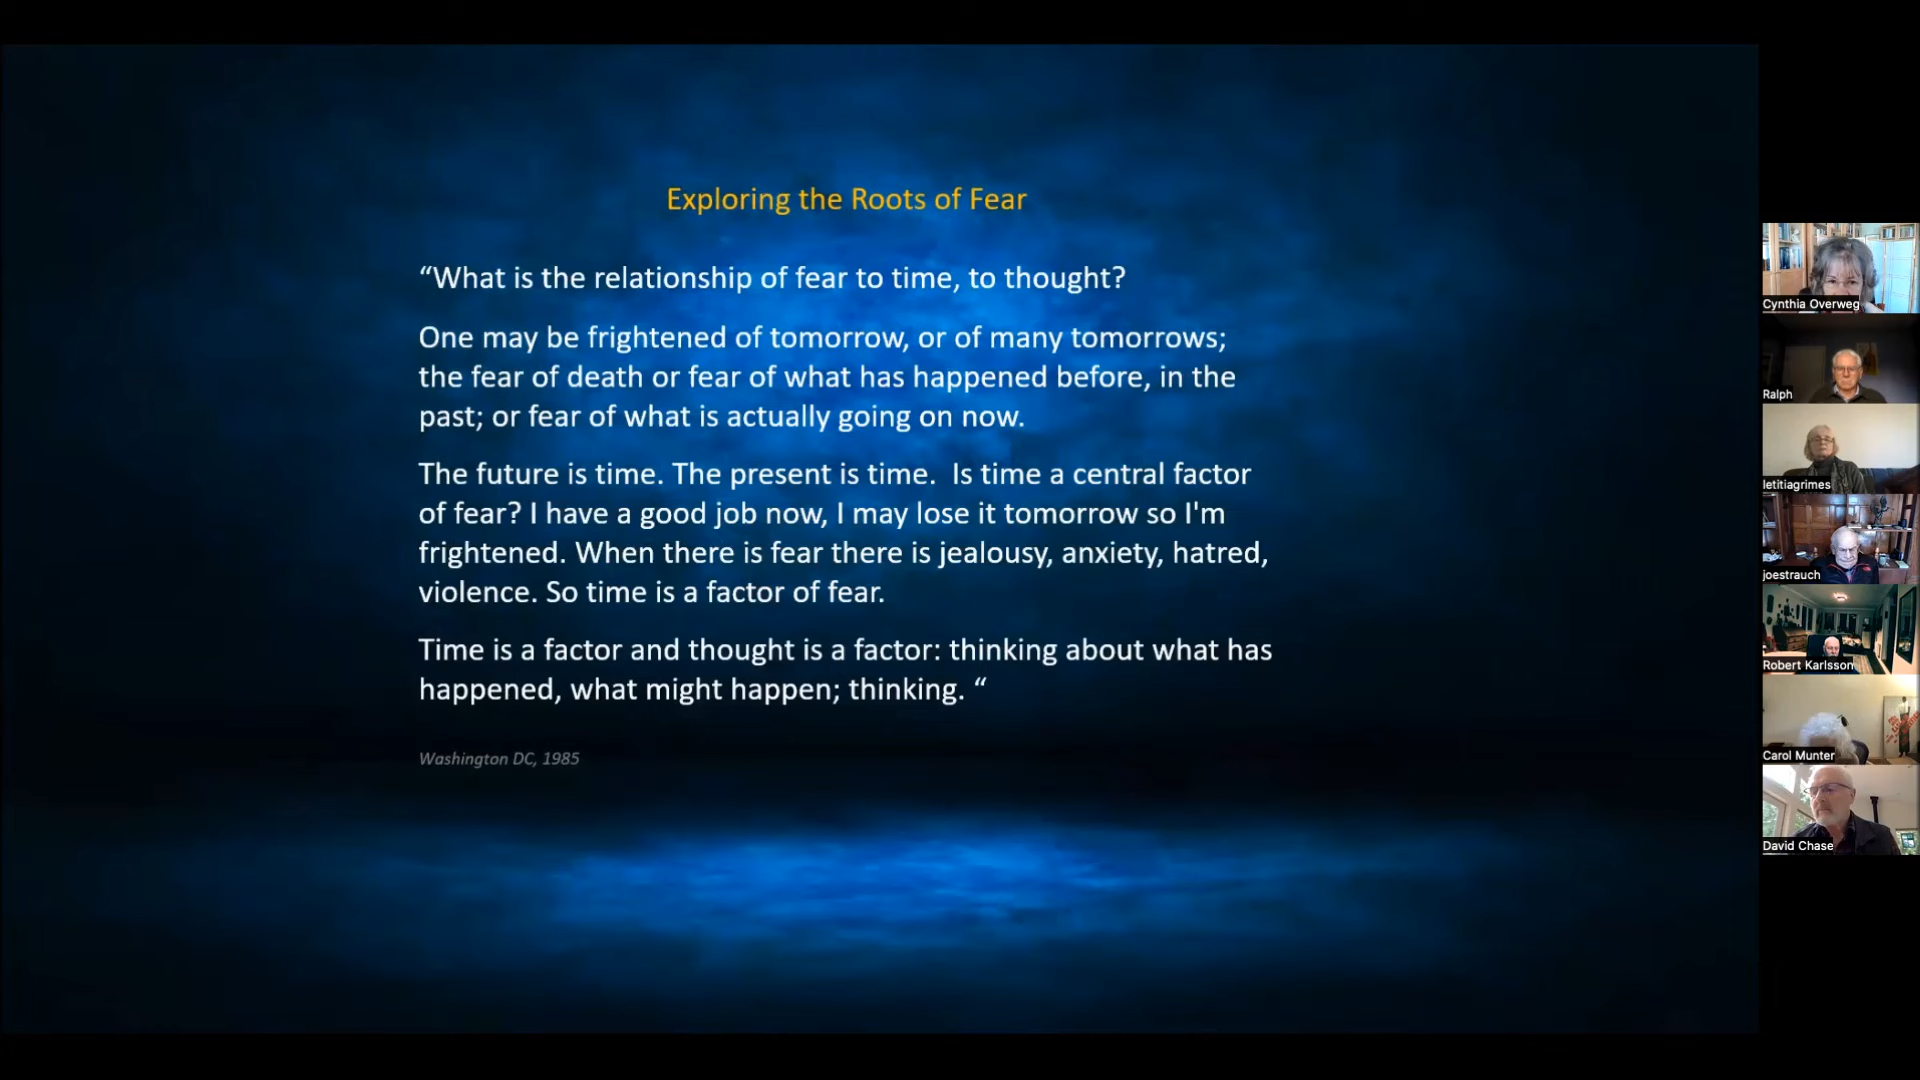 Exploring the Roots of Fear
“What is the relationship of fear to time, to thought?
One may be frightened of tomorrow, or of many tomorrows;
the fear of death or fear of what has happened before, in the
past; or fear of what is actually going on now.
The future is time. The present is time.  Is time a central factor
of fear? I have a good job now, I may lose it tomorrow so I'm
frightened. When there is fear there is jealousy, anxiety, hatred,
violence. So time is a factor of fear.
Time is a factor and thought is a factor: thinking about what has
happened, what might happen; thinking. “
Washington DC, 1985
Cynthia Overweg
Ralph
letitiagrimes
joestrauch
Robert Karlsson
Carol Munter
David Chase